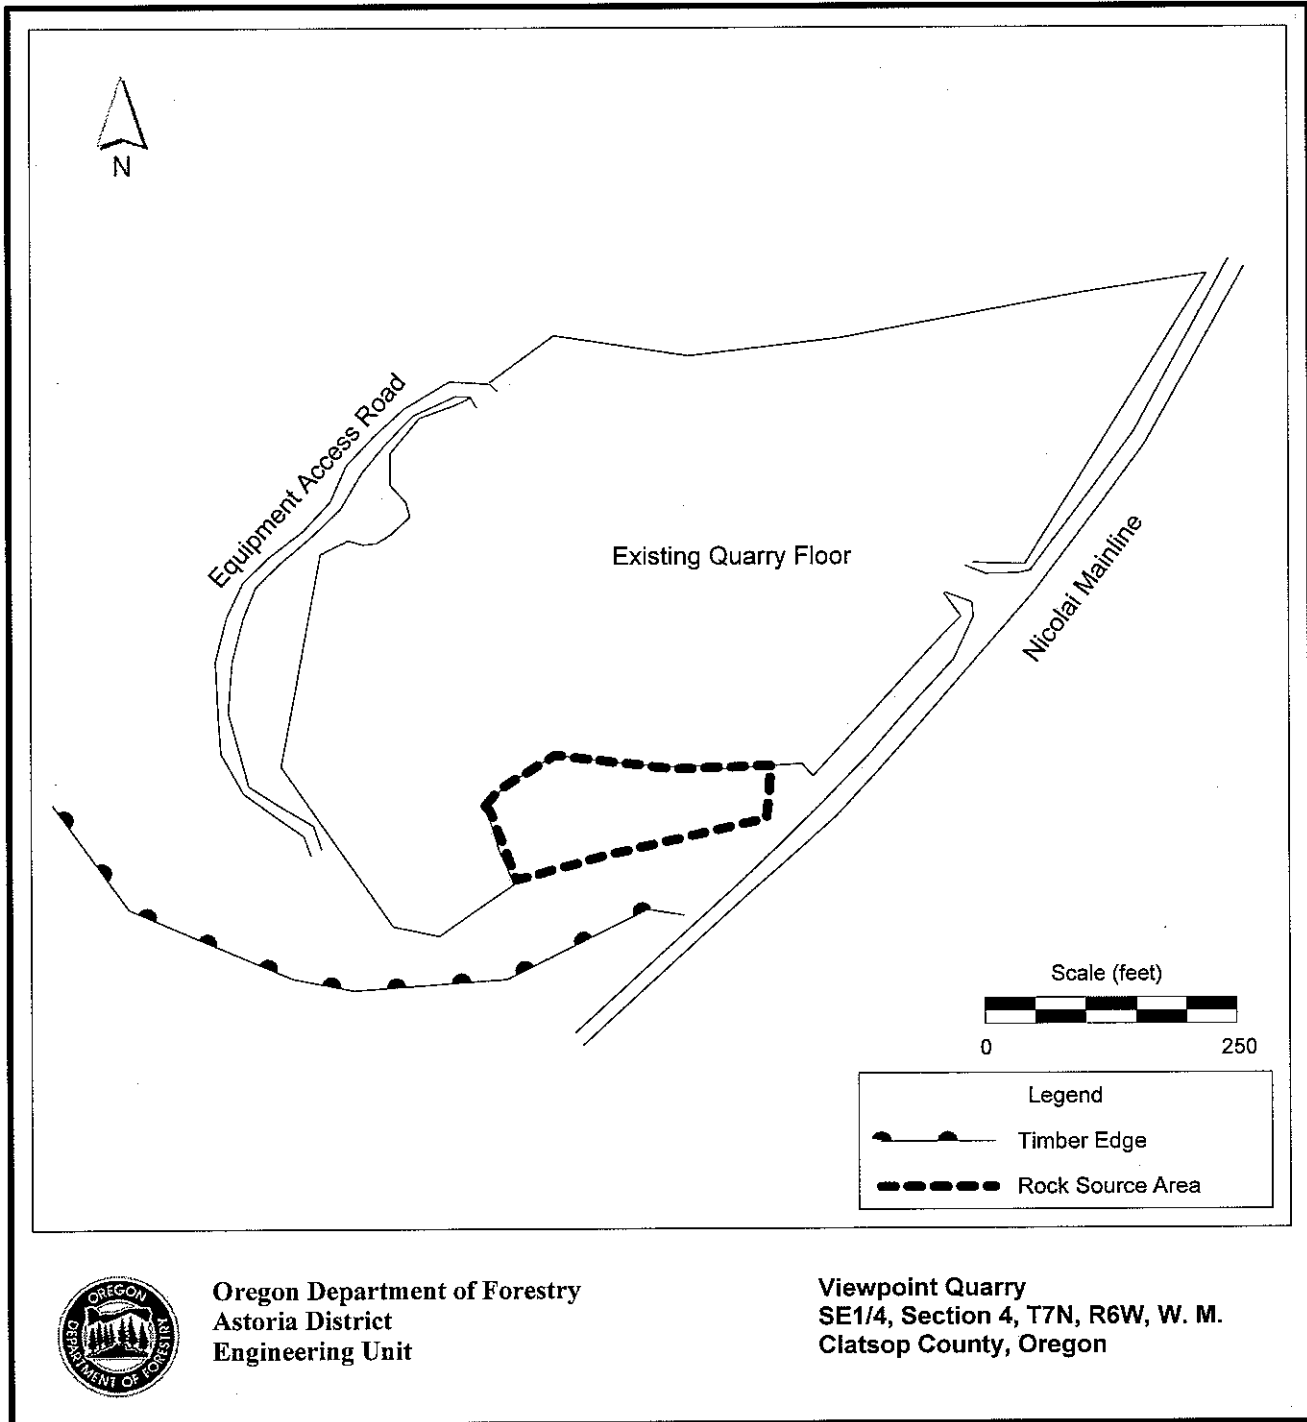 N
Equipment Access Road
Existing Quarry Floor
Nicolai Mainline
Scale (feet)
0 250
Legend
Timber Edge
Rock Source Area
OREGON
DEPARTMENT OF FORESTRY
Oregon Department of Forestry
Astoria District
Engineering Unit
Viewpoint Quarry
SE1/4, Section 4, T7N, R6W, W. M.
Clatsop County, Oregon